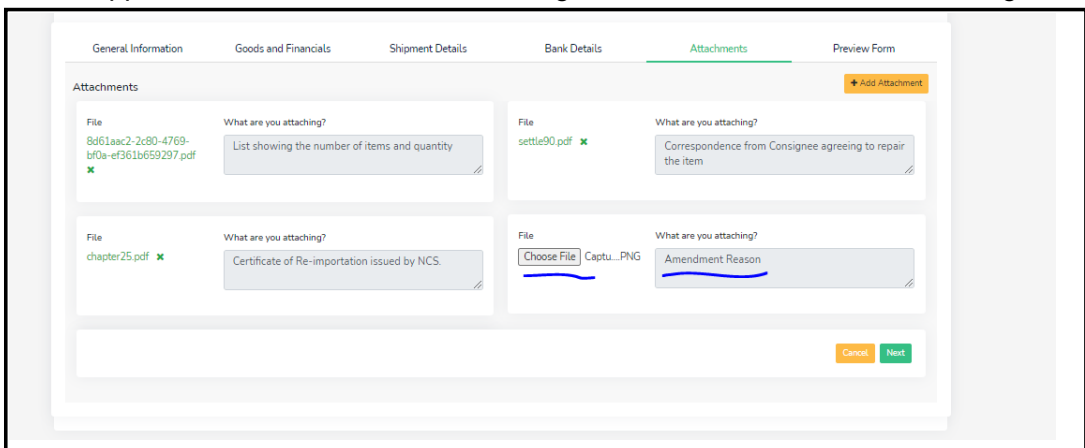 General Information Goods and Financials Shipment Details Bank Details Attachments Preview Form
Attachments
+ Add Attachment
File
What are you attaching?
8d61aac2-2c80-4769-
bf0a-ef361b659297.pdf
×
List showing the number of items and quantity
File
What are you attaching?
settle90.pdf ×
Correspondence from Consignee agreeing to repair
the item
File
What are you attaching?
chapter25.pdf ×
Certificate of Re-importation issued by NCS.
File
What are you attaching?
Choose File Captu...PNG
Amendment Reason
Cancel Next